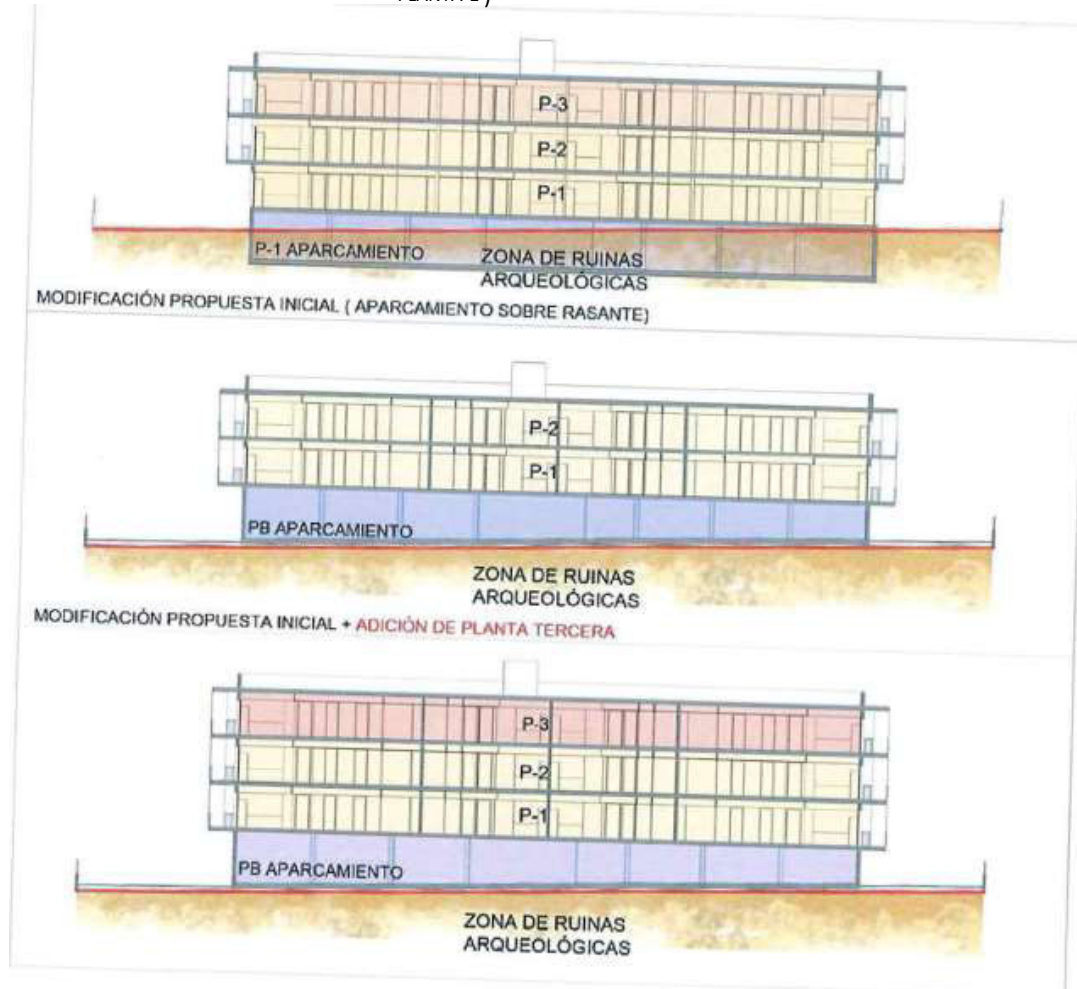 P-3
P-2
P-1
P-1 APARCAMIENTO
ZONA DE RUINAS
ARQUEOLÓGICAS
MODIFICACIÓN PROPUESTA INICIAL ( APARCAMIENTO SOBRE RASANTE)
P-2
P-1
PB APARCAMIENTO
ZONA DE RUINAS
ARQUEOLÓGICAS
MODIFICACIÓN PROPUESTA INICIAL + ADICIÓN DE PLANTA TERCERA
P-3
P-2
P-1
PB APARCAMIENTO
ZONA DE RUINAS
ARQUEOLÓGICAS